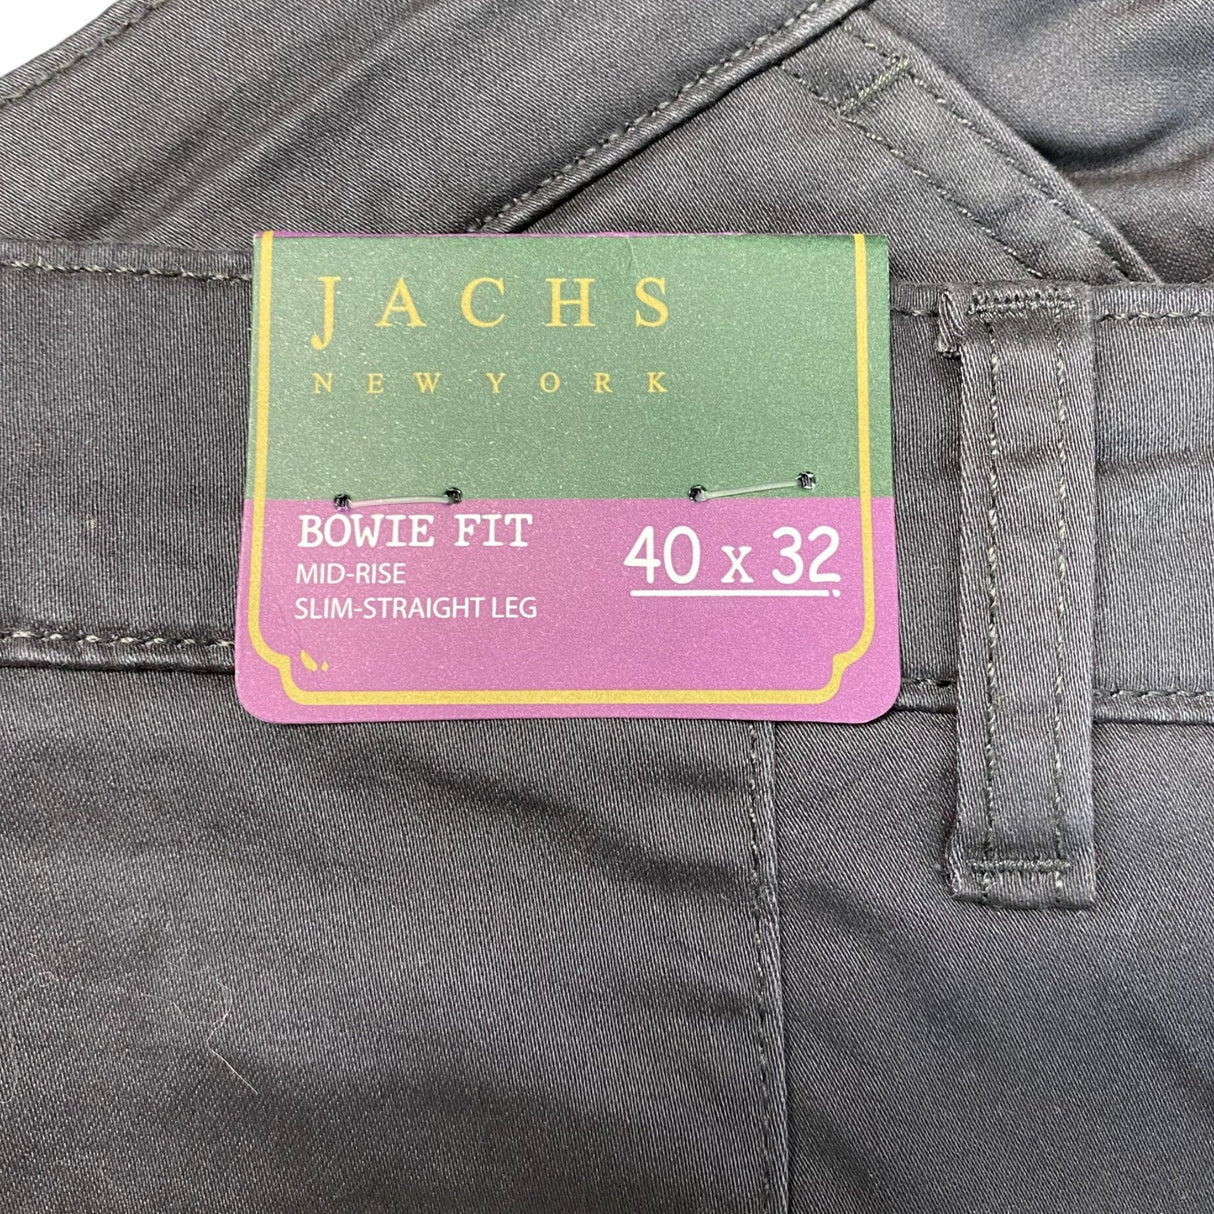 JACHS
NEW YORK
BOWIE FIT
MID-RISE
SLIM-STRAIGHT LEG
40 x 32